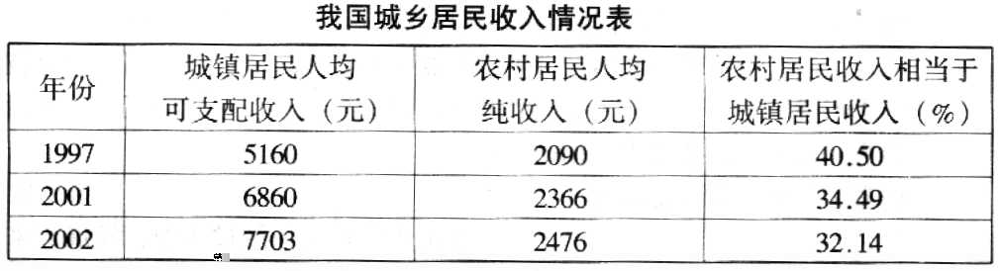 我国城乡居民收入情况表
年份 城镇居民人均可支配收入（元） 农村居民人均纯收入（元） 农村居民收入相当于城镇居民收入（%）
1997 5160 2090 40.50
2001 6860 2366 34.49
2002 7703 2476 32.14